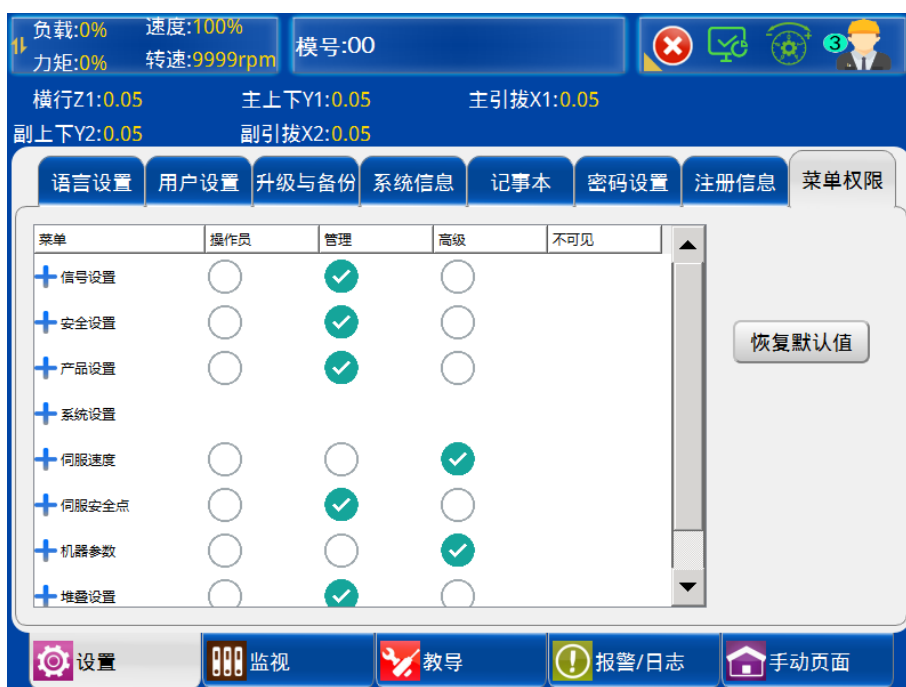 负载:0% 速度:100%
力矩:0% 转速:9999rpm
模号:00
3
横行Z1:0.05 主上下Y1:0.05 主引拔X1:0.05
副上下Y2:0.05 副引拔X2:0.05
语言设置 用户设置 升级与备份 系统信息 记事本 密码设置 注册信息 菜单权限
菜单 操作员 管理 高级 不可见
信号设置
安全设置
产品设置
系统设置
伺服速度
伺服安全点
机器参数
堆叠设置
恢复默认值
设置 监视 教导 报警/日志 手动页面